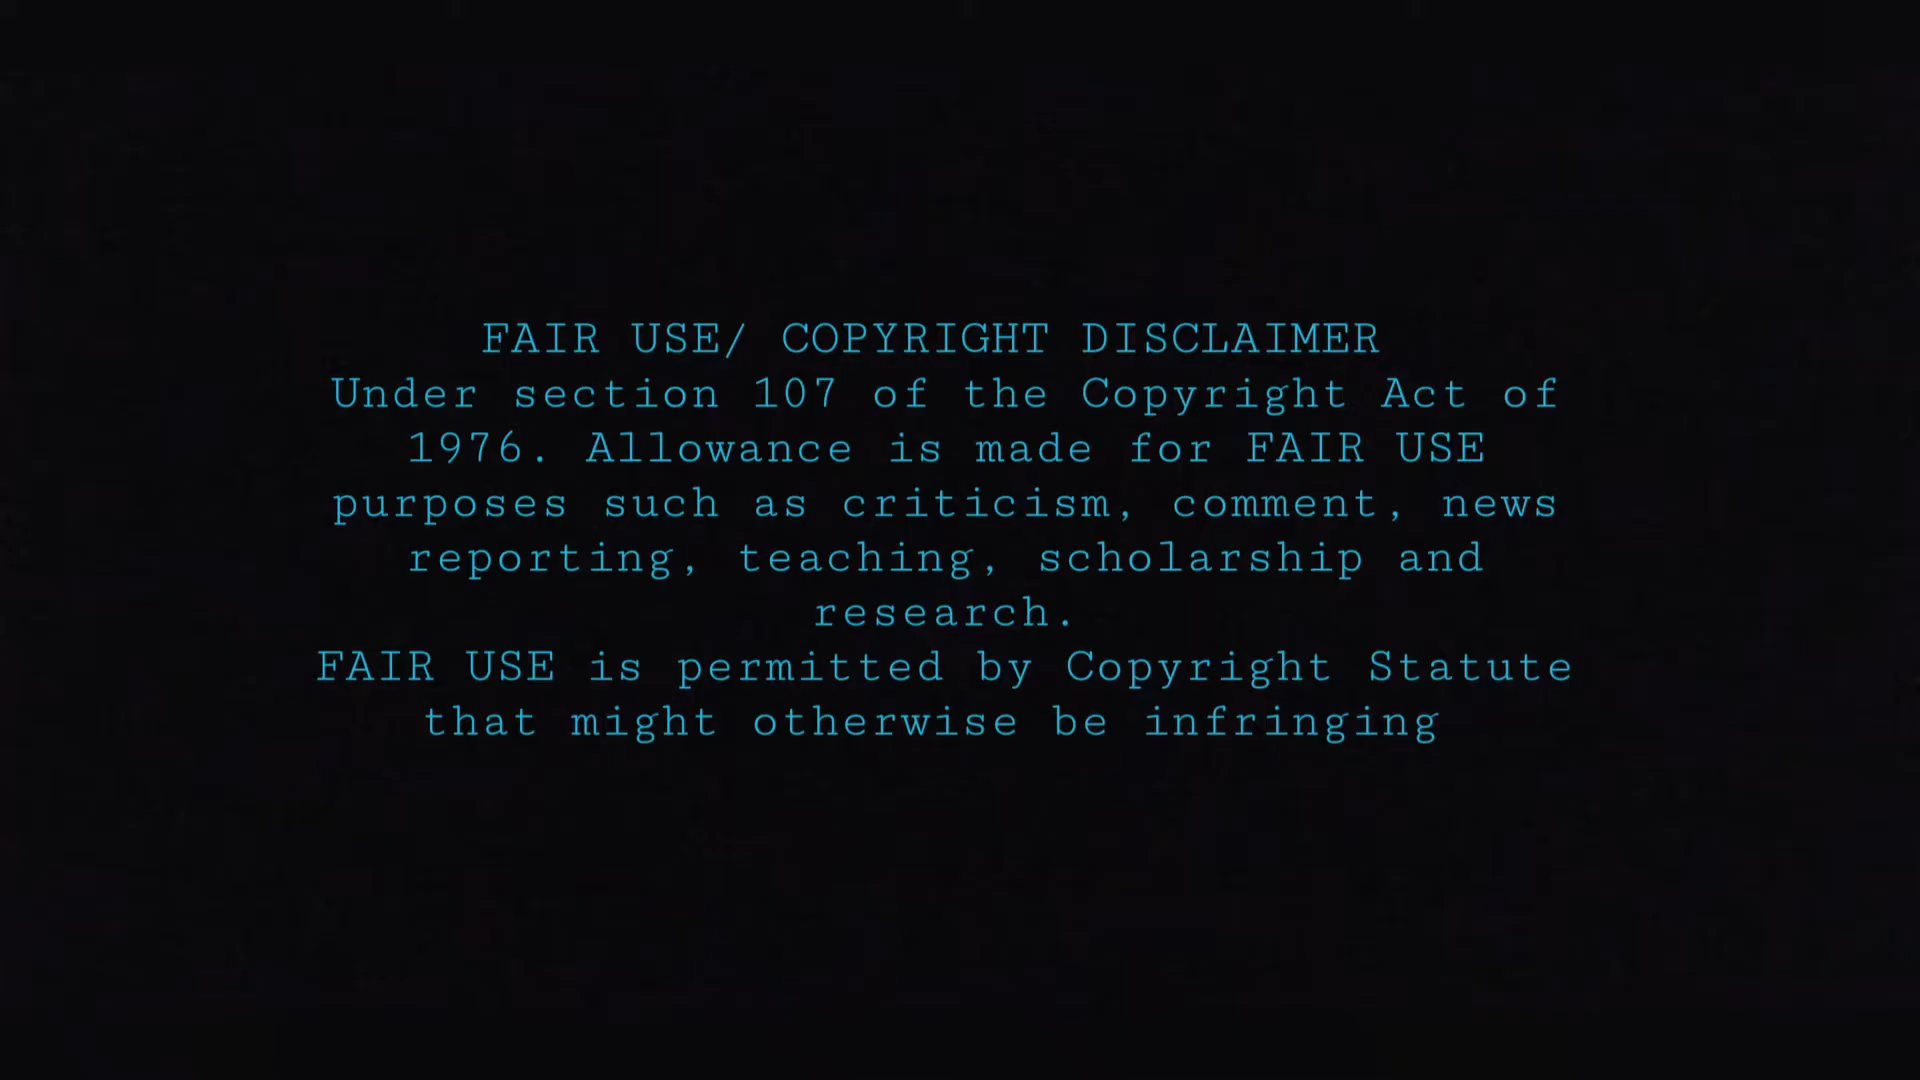 FAIR USE/ COPYRIGHT DISCLAIMER
Under section 107 of the Copyright Act of
1976. Allowance is made for FAIR USE
purposes such as criticism, comment, news
reporting, teaching, scholarship and
research.
FAIR USE is permitted by Copyright Statute
that might otherwise be infringing